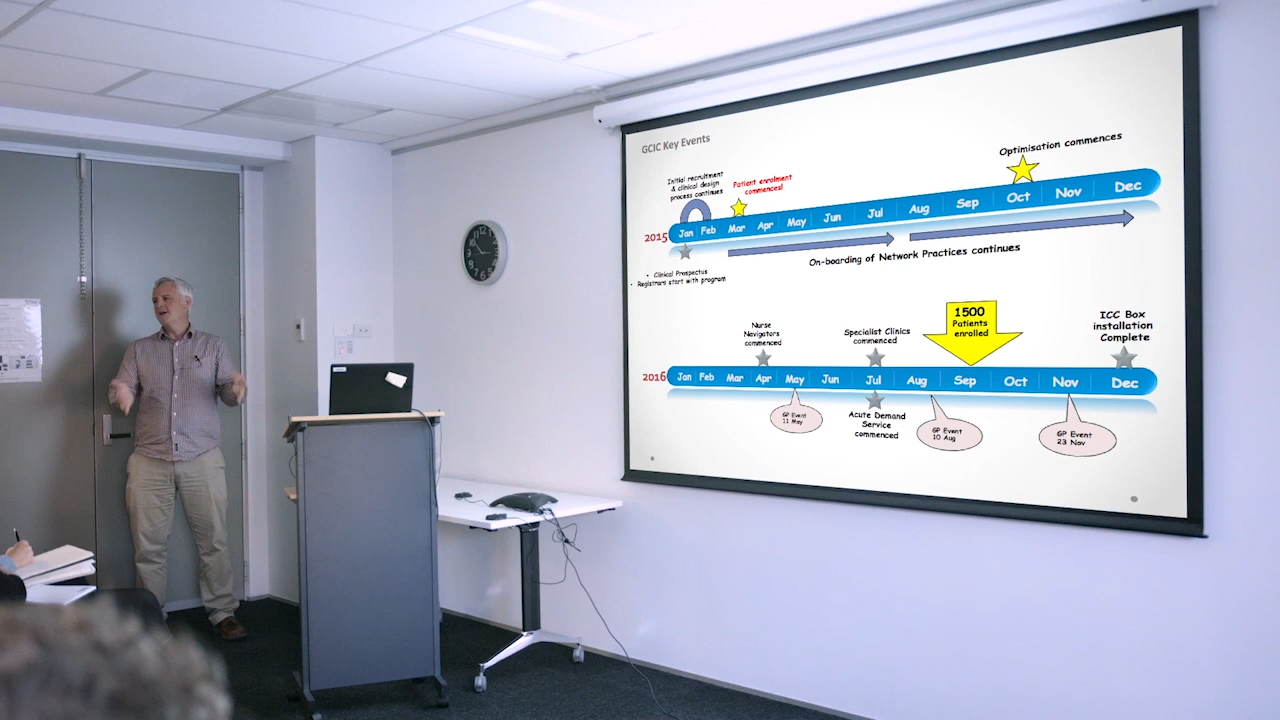 GCIC Key Events
Optimisation commences
Initial recruitment
& clinical design
process continues
Patient enrolment
commences!
2015
Jan Feb Mar Apr May Jun Jul Aug Sep Oct Nov Dec
On-boarding of Network Practices continues
• Clinical Prospectus
• Registrars start with program
Nurse
Navigators
commenced
Specialist Clinics
commenced
1500
Patients
enrolled
ICC Box
installation
Complete
2016
Jan Feb Mar Apr May Jun Jul Aug Sep Oct Nov Dec
GP Event
11 May
Acute Demand
Service
commenced
GP Event
10 Aug
GP Event
23 Nov